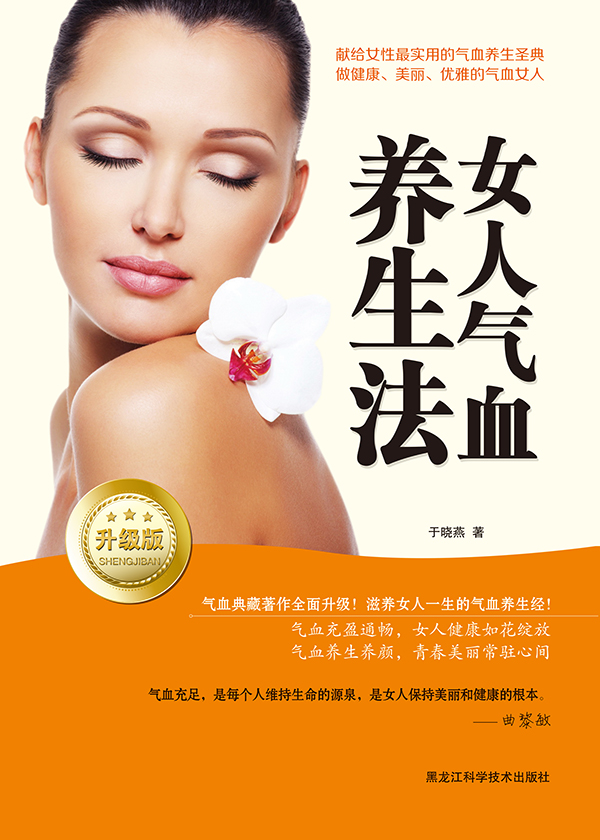 献给女性最实用的气血养生圣典
做健康、美丽、优雅的气血女人
女人气血
养生法
于晓燕 著
升级版
SHENGJIBAN
气血典藏著作全面升级！滋养女人一生的气血养生经！
气血充盈通畅，女人健康如花绽放
气血养生养颜，青春美丽常驻心间
气血充足，是每个人维持生命的源泉，是女人保持美丽和健康的根本。
——曲黎敏
黑龙江科学技术出版社